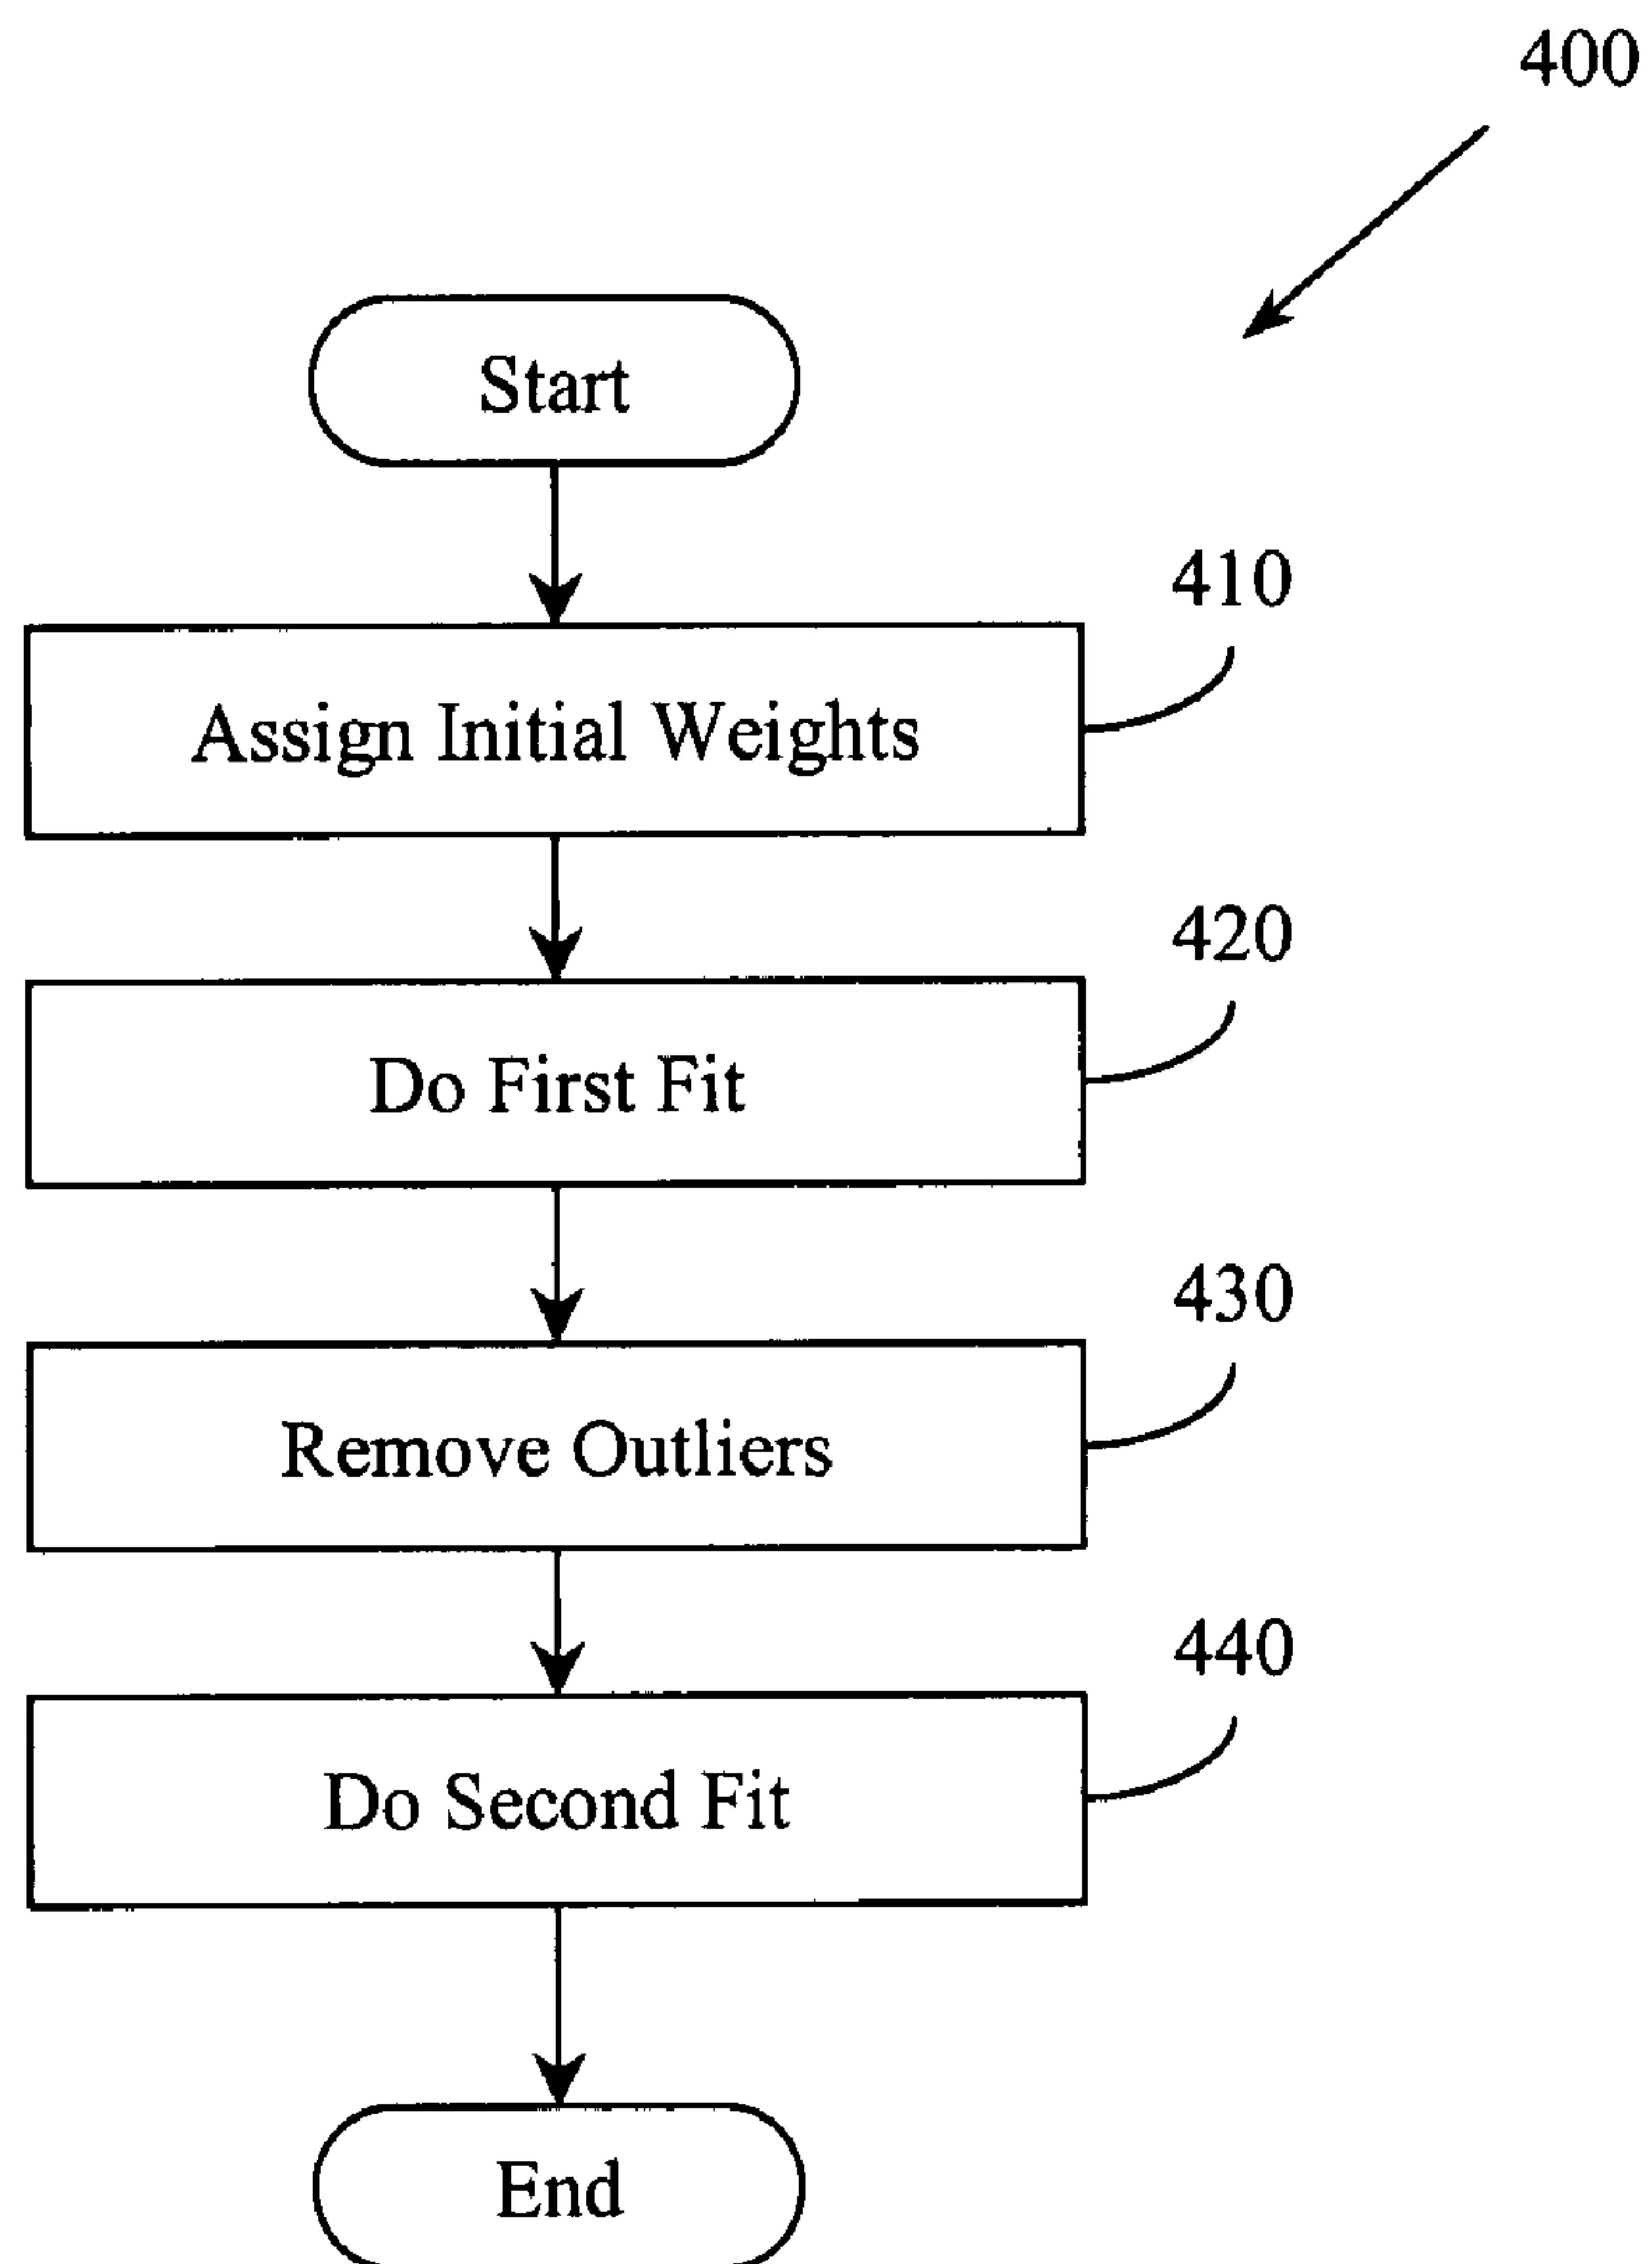 400
Start
410
Assign Initial Weights
420
Do First Fit
430
Remove Outliers
440
Do Second Fit
End